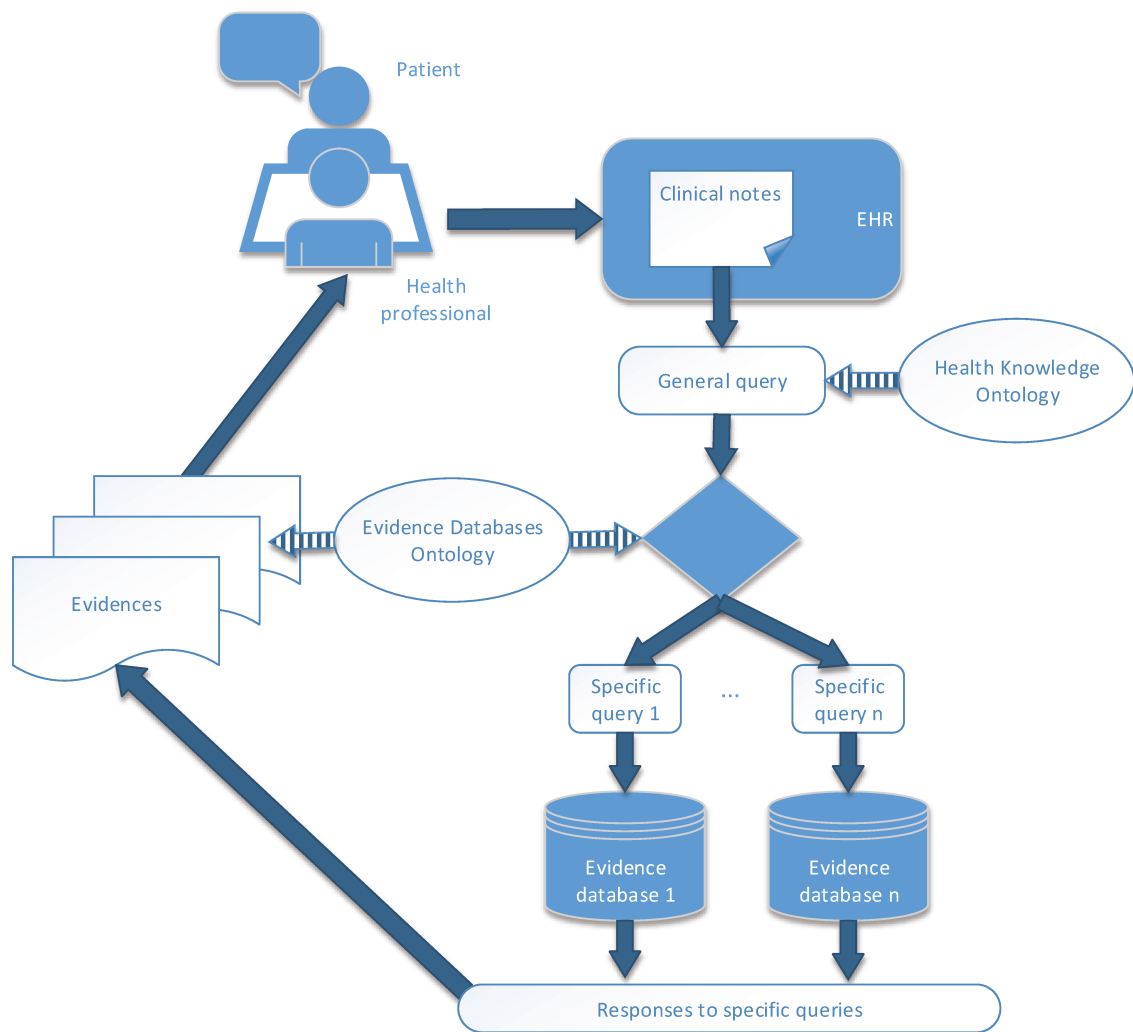 Patient
Health
professional
Clinical notes
EHR
General query
Health Knowledge
Ontology
Evidence Databases
Ontology
Evidences
Specific
query 1
...
Specific
query n
Evidence
database 1
Evidence
database n
Responses to specific queries